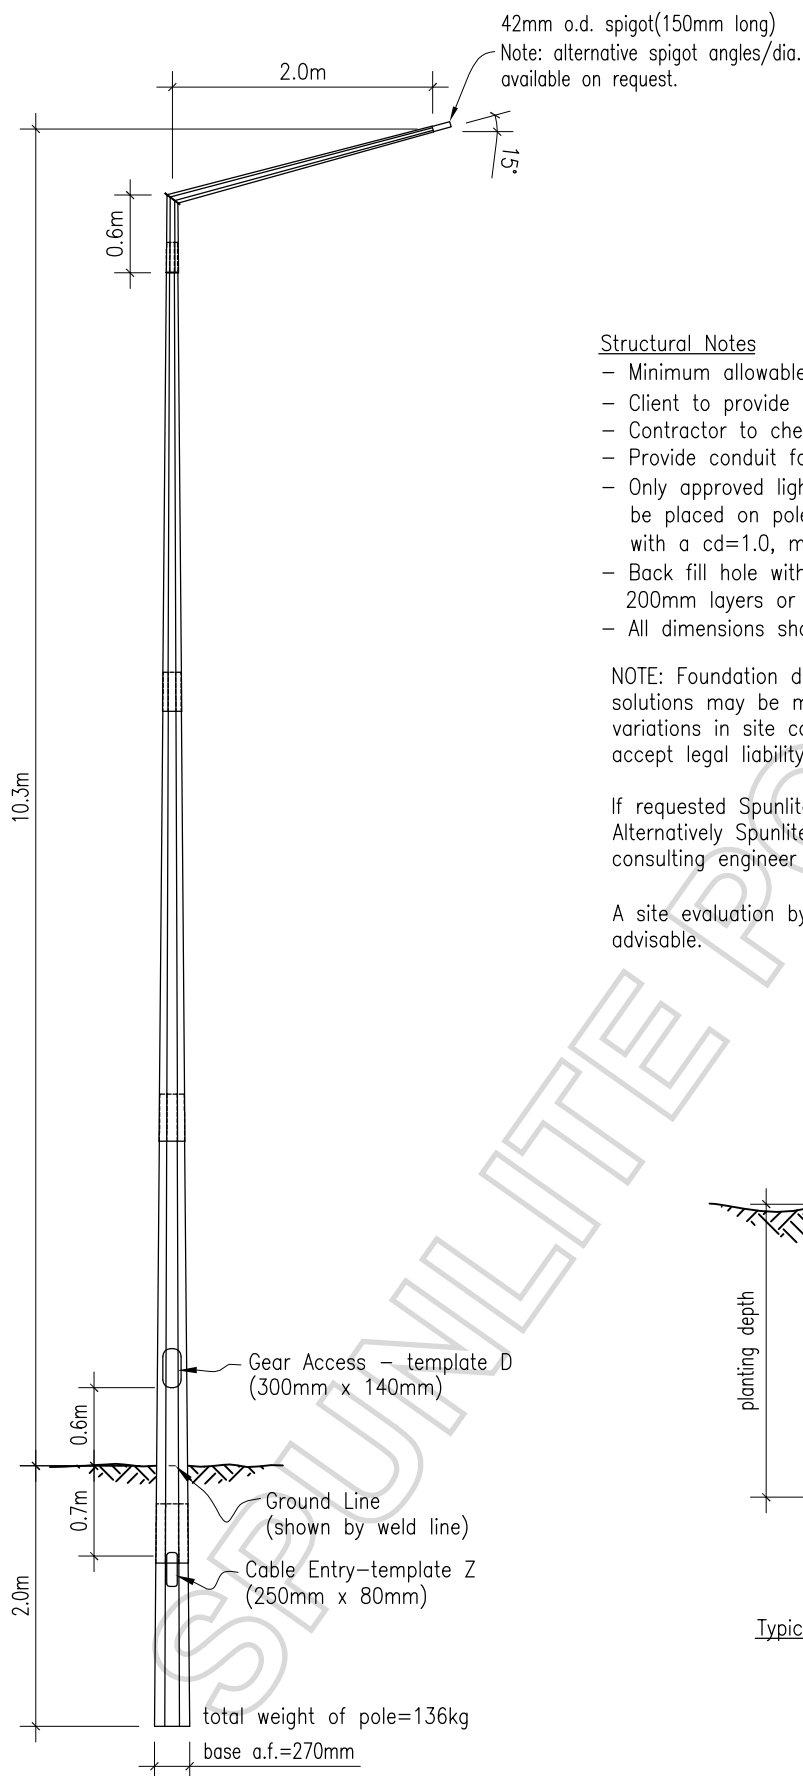 42mm o.d. spigot(150mm long)
Note: alternative spigot angles/dia.
available on request.
2.0m
15°
0.6m
10.3m
Structural Notes
– Minimum allowable
– Client to provide
– Contractor to che
– Provide conduit fo
– Only approved ligh
be placed on pole
with a cd=1.0, m
– Back fill hole with
200mm layers or
– All dimensions sho
NOTE: Foundation d
solutions may be m
variations in site co
accept legal liability
If requested Spunlite
Alternatively Spunlite
consulting engineer
A site evaluation by
advisable.
Gear Access – template D
(300mm x 140mm)
0.6m
Ground Line
(shown by weld line)
0.7m
Cable Entry–template Z
(250mm x 80mm)
2.0m
total weight of pole=136kg
base a.f.=270mm
planting depth
Typic
SPUNLITE PO